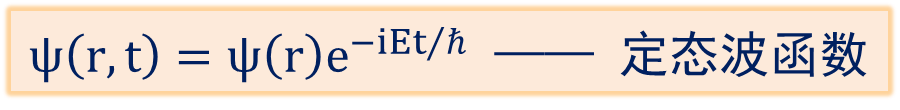 ψ(r,t) = ψ(r)e^{−iEt/ℏ} —— 定态波函数